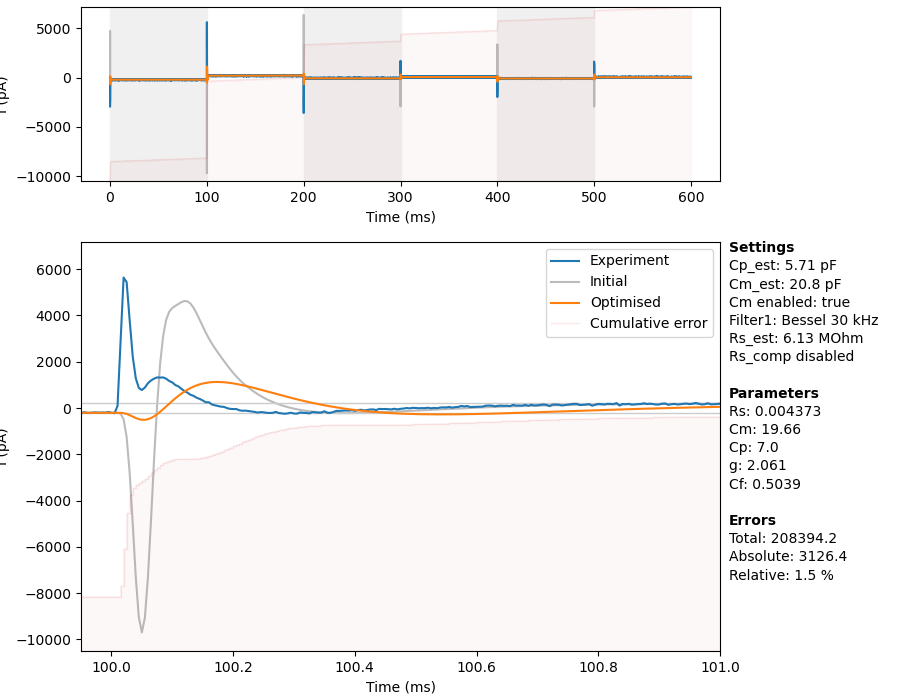 5000
0
−5000
−10000
I (pA)
0 100 200 300 400 500 600
Time (ms)
6000
4000
2000
0
−2000
−4000
−6000
−8000
−10000
I (pA)
100.0 100.2 100.4 100.6 100.8 101.0
Time (ms)
Experiment
Initial
Optimised
Cumulative error
Settings
Cp_est: 5.71 pF
Cm_est: 20.8 pF
Cm enabled: true
Filter1: Bessel 30 kHz
Rs_est: 6.13 MOhm
Rs_comp disabled
Parameters
Rs: 0.004373
Cm: 19.66
Cp: 7.0
g: 2.061
Cf: 0.5039
Errors
Total: 208394.2
Absolute: 3126.4
Relative: 1.5 %